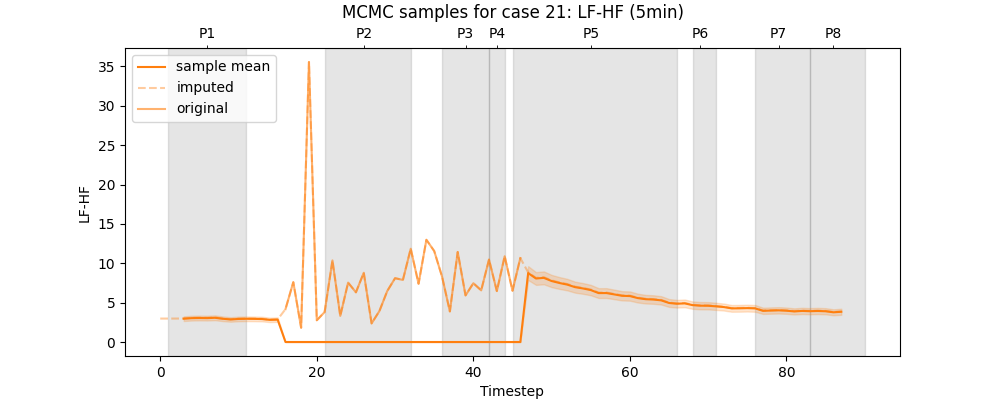 MCMC samples for case 21: LF-HF (5min)
P1 P2 P3 P4 P5 P6 P7 P8
sample mean
imputed
original
35
30
25
20
15
10
5
0
LF-HF
0 20 40 60 80
Timestep